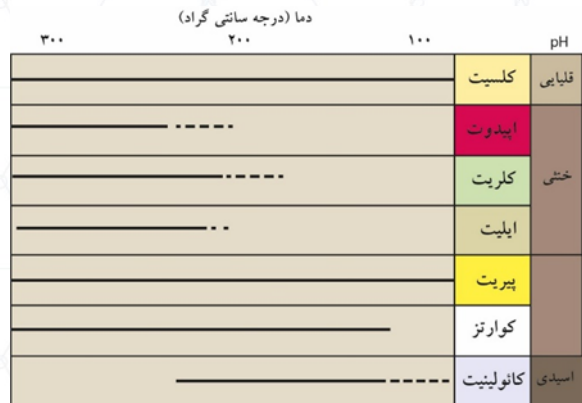 دما (درجه سانتی گراد)
pH ۱۰۰ ۲۰۰ ۳۰۰
قلیایی کلسیت
اپیدوت
خنثی کلریت
ایلیت
پیریت
کوارتز
اسیدی کائولینیت